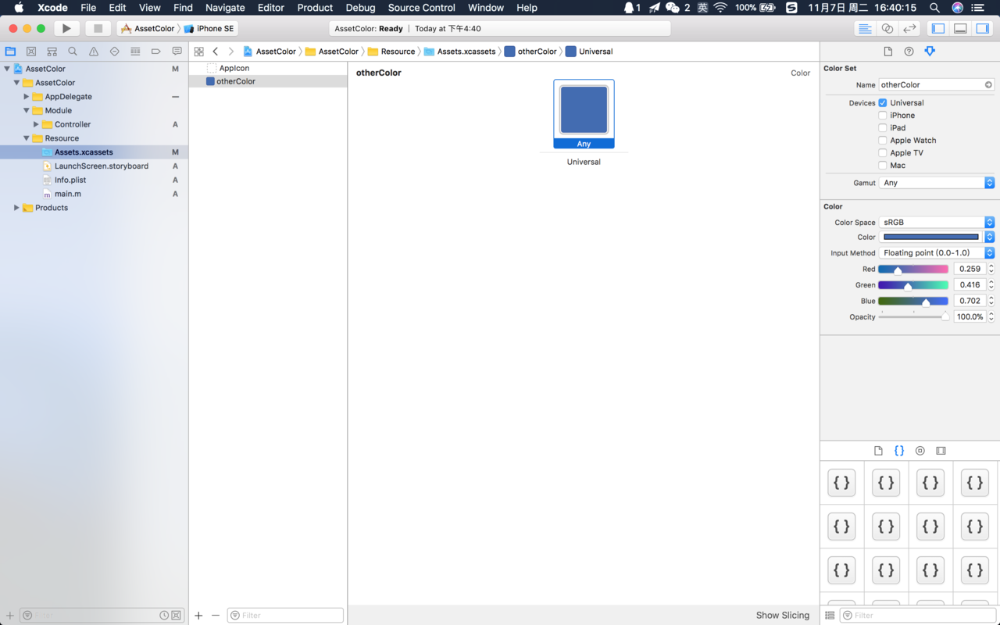 Xcode File Edit View Find Navigate Editor Product Debug Source Control Window Help 1 2 英 100% S 11月7日 周二 16:40:15
AssetColor iPhone SE AssetColor: Ready | Today at 下午4:40
AssetColor AssetColor Resource Assets.xcassets otherColor Universal
AssetColor M
AssetColor
AppDelegate
Module
Controller A
Resource
Assets.xcassets M
LaunchScreen.storyboard A
Info.plist A
m main.m A
Products
Filter
AppIcon
otherColor
Filter
otherColor Color
Any
Universal
Show Slicing
Color Set
Name otherColor
Devices Universal
iPhone
iPad
Apple Watch
Apple TV
Mac
Gamut Any
Color
Color Space sRGB
Color
Input Method Floating point (0.0-1.0)
Red 0.259
Green 0.416
Blue 0.702
Opacity 100.0%
{}
{} {} {} {}
{} {} {} {}
{} {} {} {}
Filter